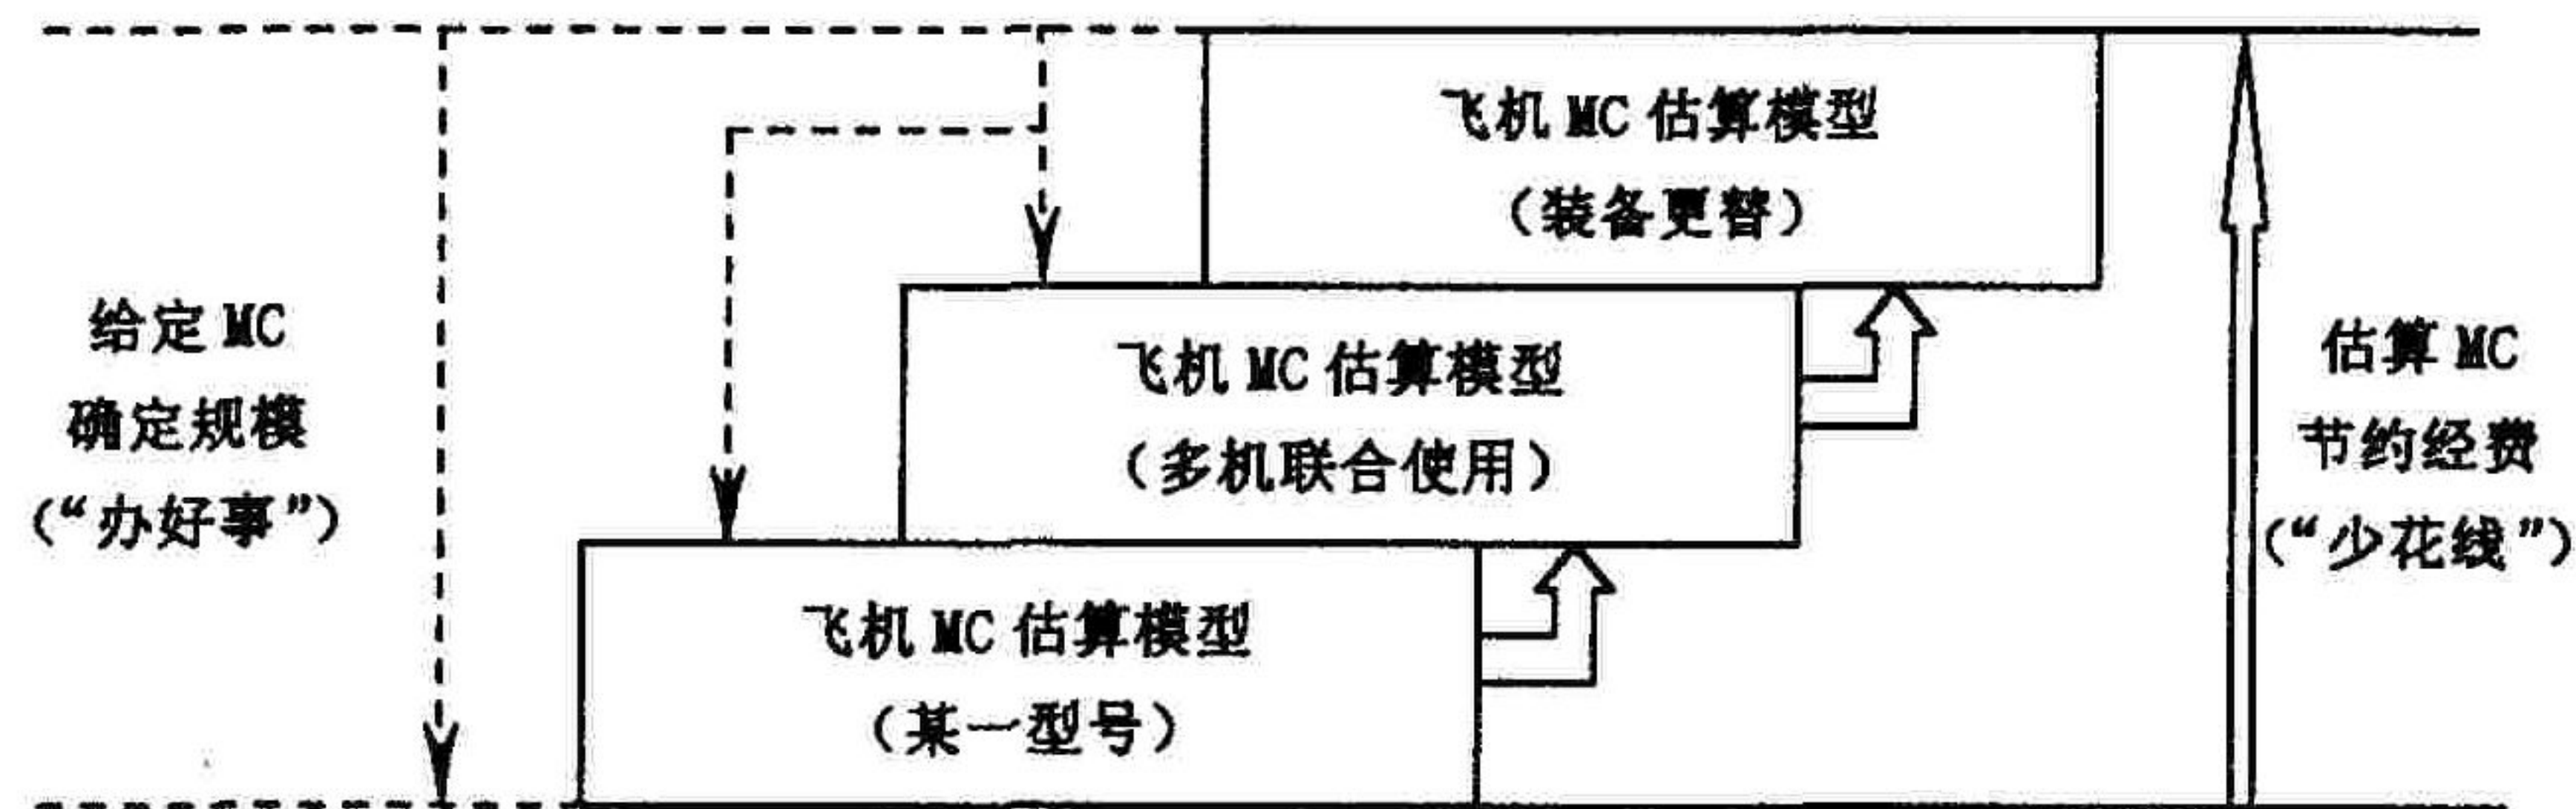 飞机 MC 估算模型
(装备更替)
给定 MC
确定规模
(“办好事”)
飞机 MC 估算模型
(多机联合使用)
估算 MC
节约经费
(“少花线”)
飞机 MC 估算模型
(某一型号)